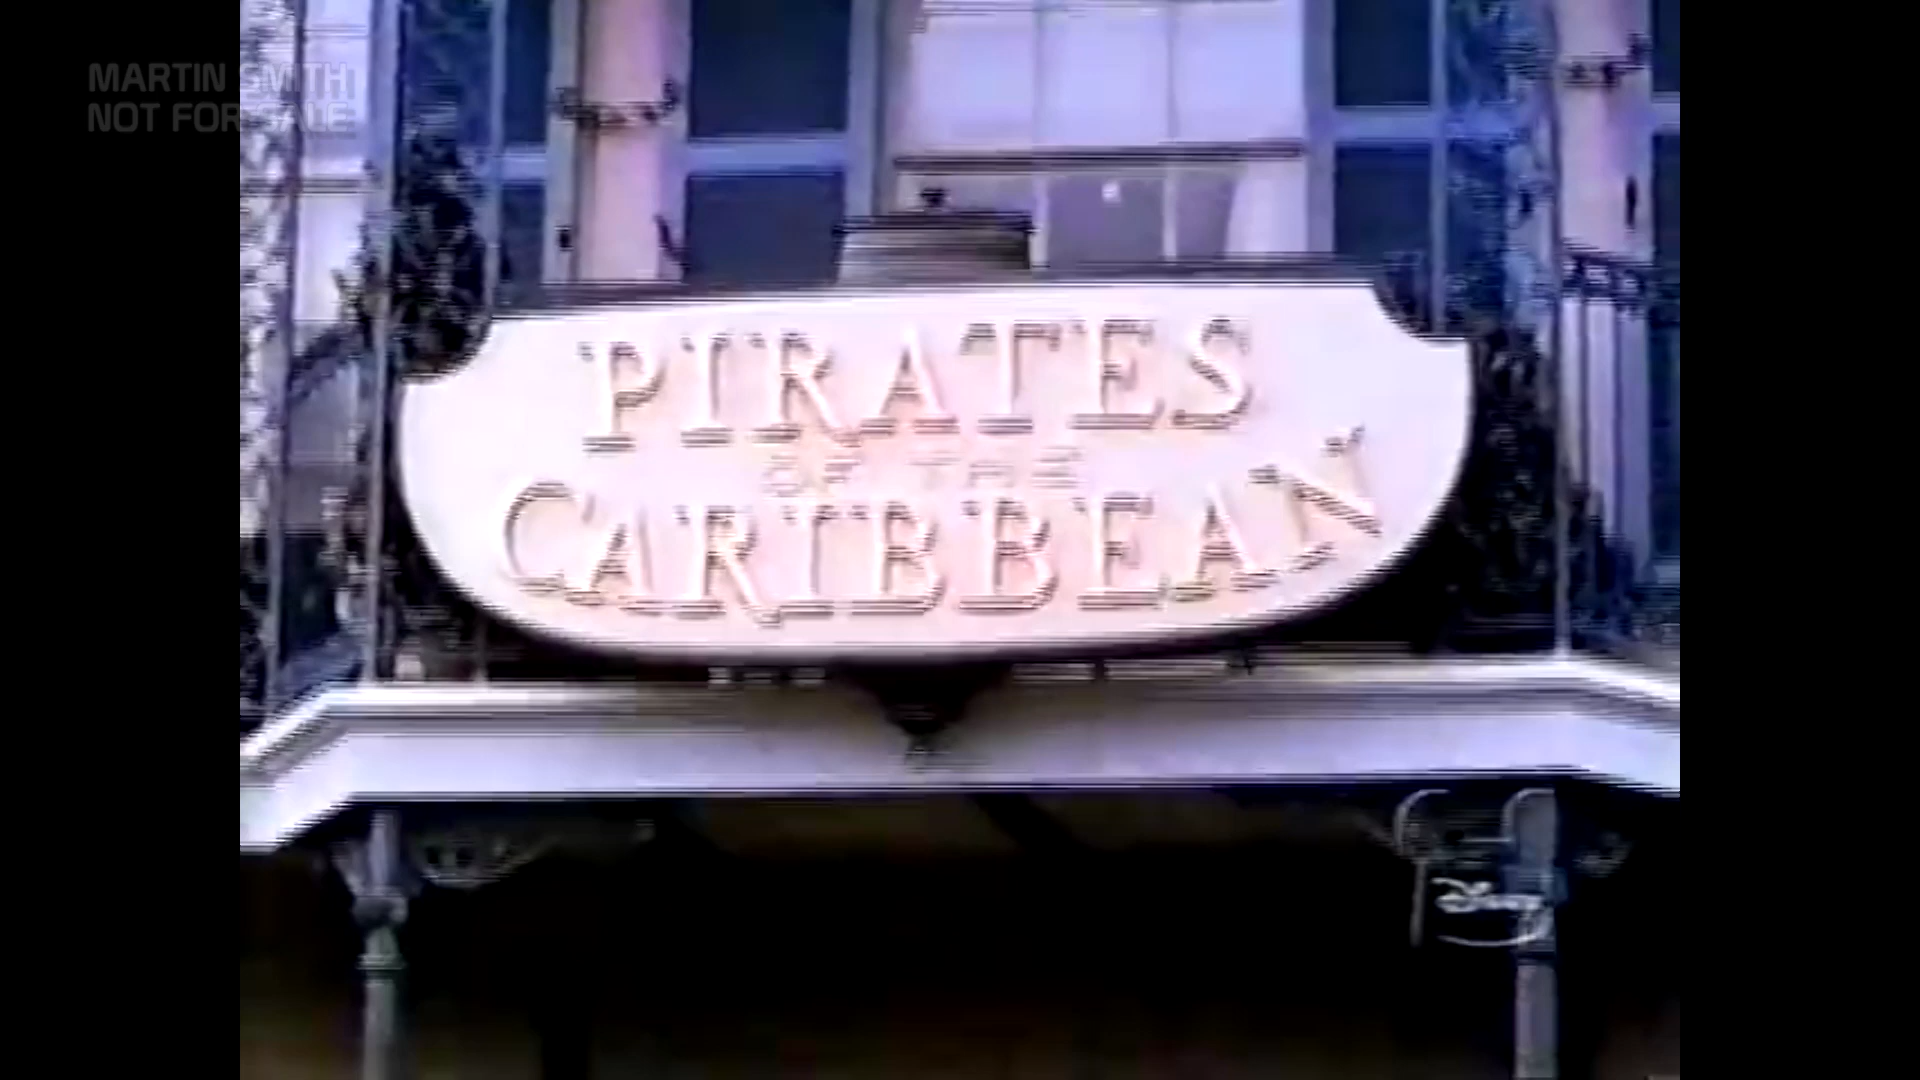 MARTIN SMITH
NOT FOR SALE
PIRATES
OF THE
CARIBBEAN
Disney